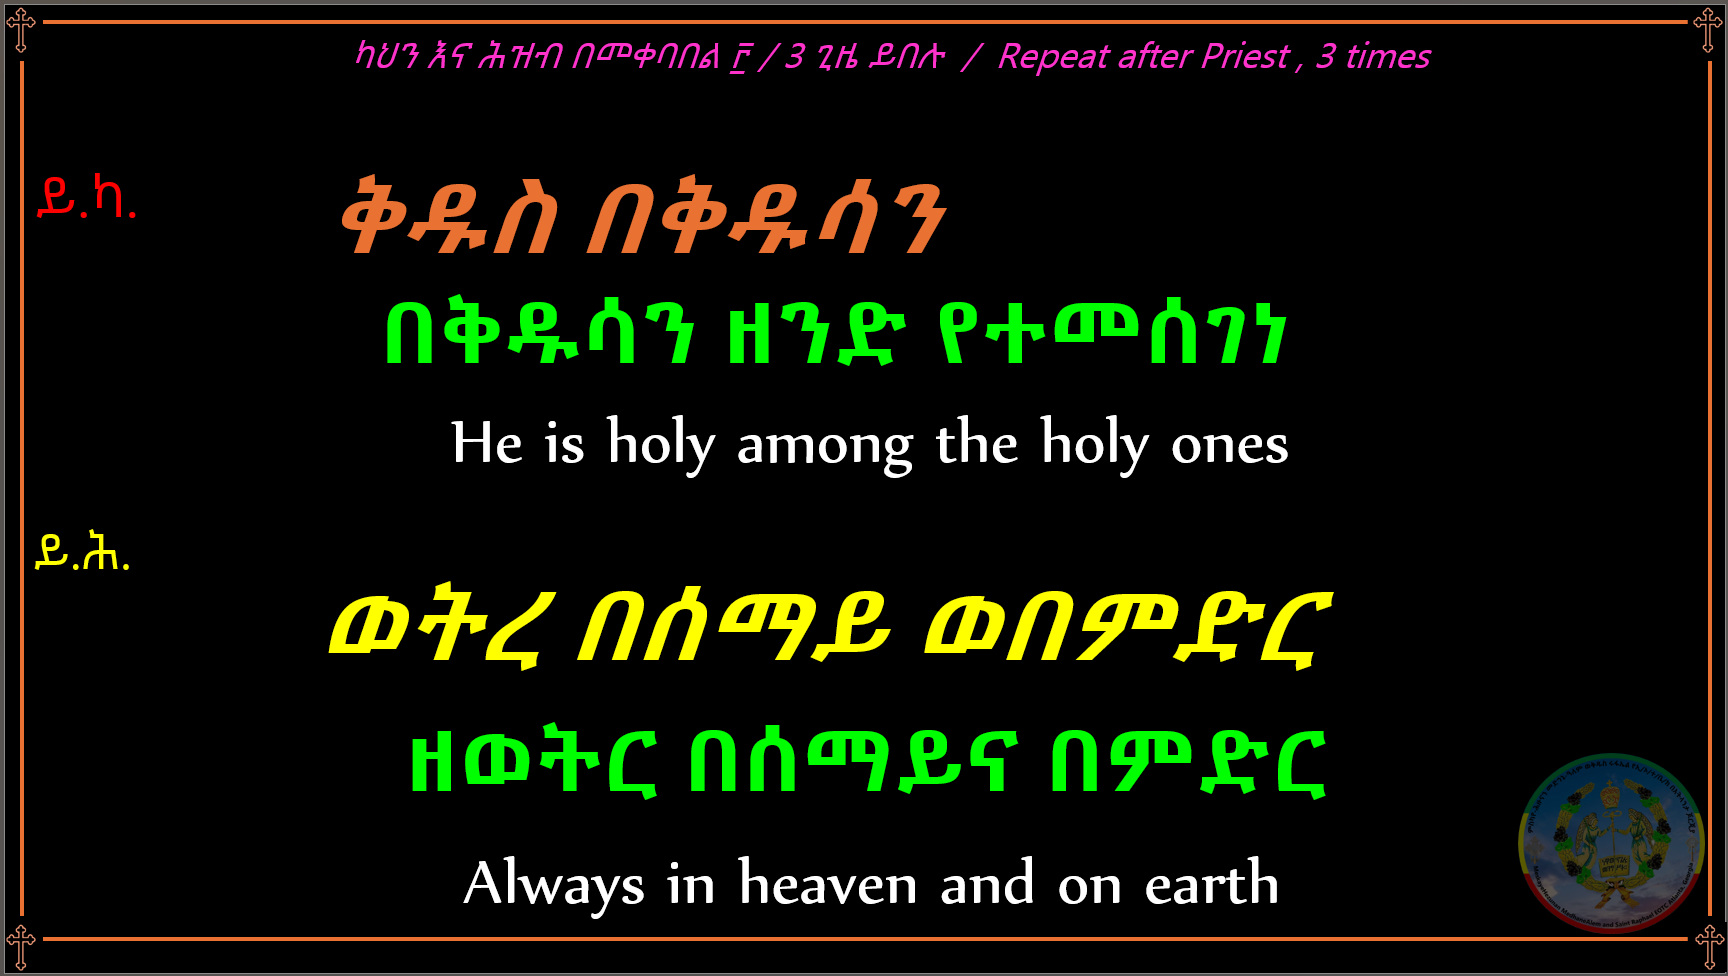 ካህን እና ሕዝብ በመቀበበል ፫ / 3 ጊዜ ይበሉ / Repeat after Priest , 3 times
ይ.ካ.
ቅዱስ በቅዱሳን
በቅዱሳን ዘንድ የተመሰገነ
He is holy among the holy ones
ይ.ሕ.
ወትረ በሰማይ ወበምድር
ዘወትር በሰማይና በምድር
Always in heaven and on earth